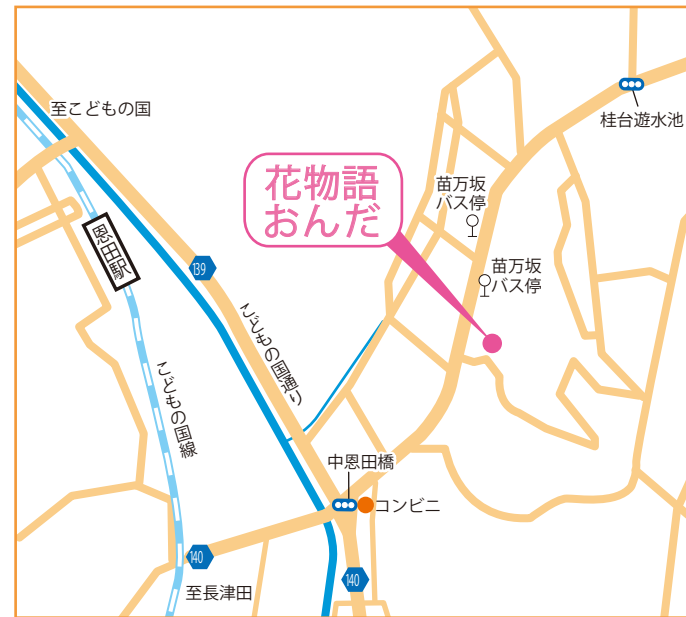 至こどもの国
桂台遊水池
花物語
おんだ
苗万坂
バス停
恩田駅
苗万坂
バス停
139
こどもの国通り
こどもの国線
中恩田橋
コンビニ
140
140
至長津田